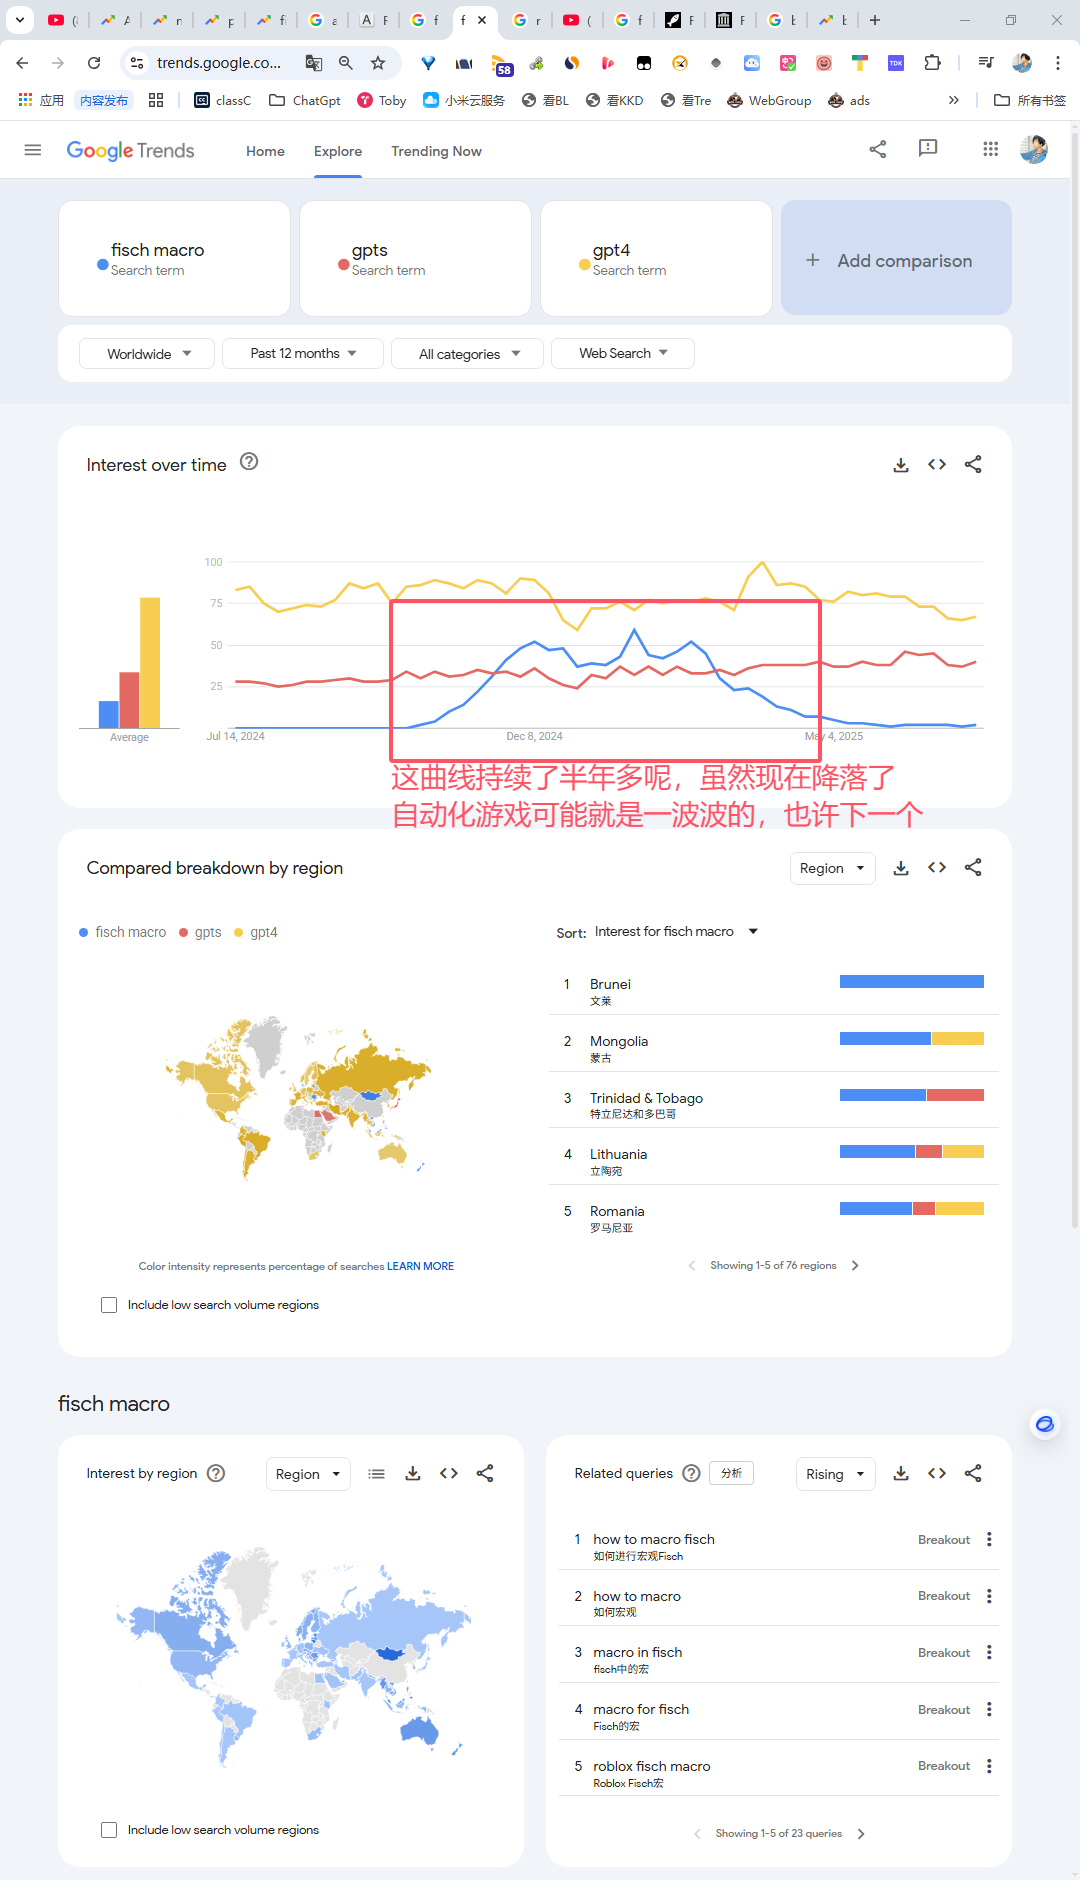 trends.google.co...
58
TDK
应用
内容发布
classC
ChatGpt
Toby
小米云服务
看BL
看KKD
看Tre
WebGroup
ads
所有书签
Google Trends
Home
Explore
Trending Now
fisch macro
Search term
gpts
Search term
gpt4
Search term
+ Add comparison
Worldwide
Past 12 months
All categories
Web Search
Interest over time
100
75
50
25
Average
Jul 14, 2024
Dec 8, 2024
May 4, 2025
这曲线持续了半年多呢，虽然现在降落了
自动化游戏可能就是一波波的，也许下一个
Compared breakdown by region
Region
fisch macro
gpts
gpt4
Sort: Interest for fisch macro
1 Brunei
文莱
2 Mongolia
蒙古
3 Trinidad & Tobago
特立尼达和多巴哥
4 Lithuania
立陶宛
5 Romania
罗马尼亚
Color intensity represents percentage of searches LEARN MORE
Showing 1-5 of 76 regions
Include low search volume regions
fisch macro
Interest by region
Region
Include low search volume regions
Related queries
分析
Rising
1 how to macro fisch Breakout
如何进行宏观Fisch
2 how to macro Breakout
如何宏观
3 macro in fisch Breakout
fisch中的宏
4 macro for fisch Breakout
Fisch的宏
5 roblox fisch macro Breakout
Roblox Fisch宏
Showing 1-5 of 23 queries